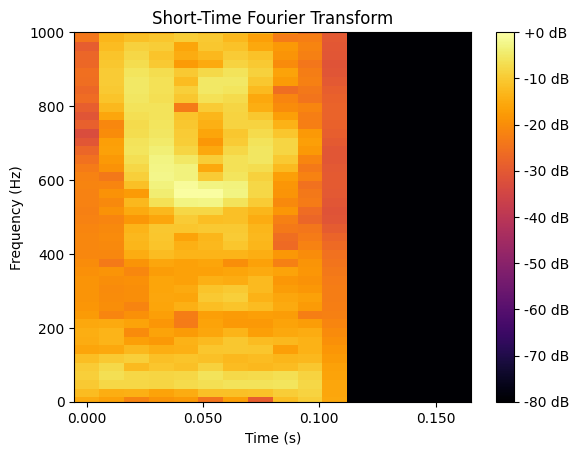 Short-Time Fourier Transform
1000
800
600
400
200
0
Frequency (Hz)
0.000
0.050
0.100
0.150
Time (s)
+0 dB
-10 dB
-20 dB
-30 dB
-40 dB
-50 dB
-60 dB
-70 dB
-80 dB